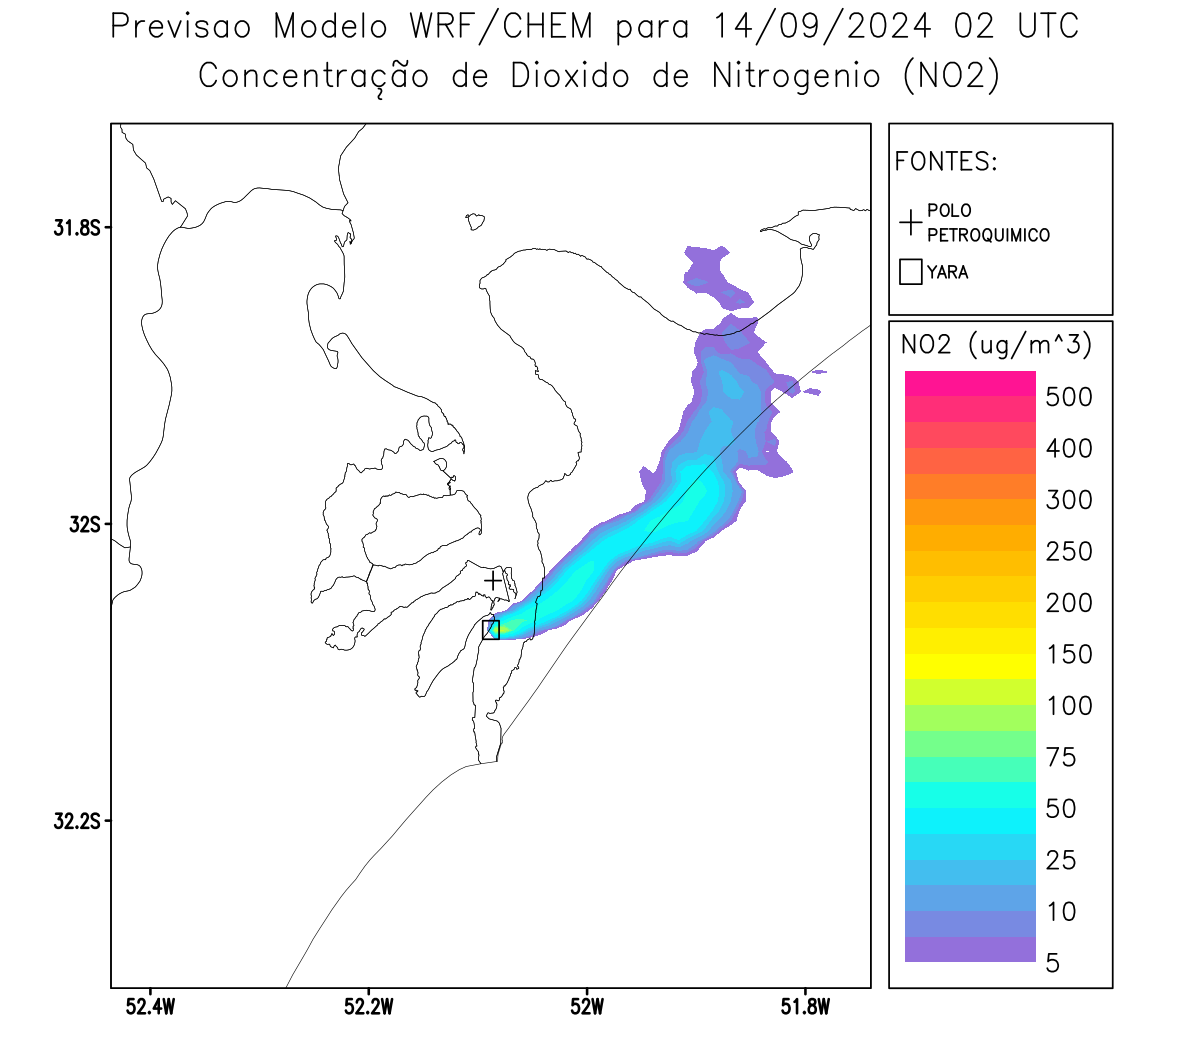 Previsao Modelo WRF/CHEM para 14/09/2024 02 UTC
Concentração de Dioxido de Nitrogenio (NO2)
FONTES:
POLO
PETROQUIMICO
YARA
31.8S
32S
32.2S
52.4W
52.2W
52W
51.8W
NO2 (ug/m^3)
500
400
300
250
200
150
100
75
50
25
10
5